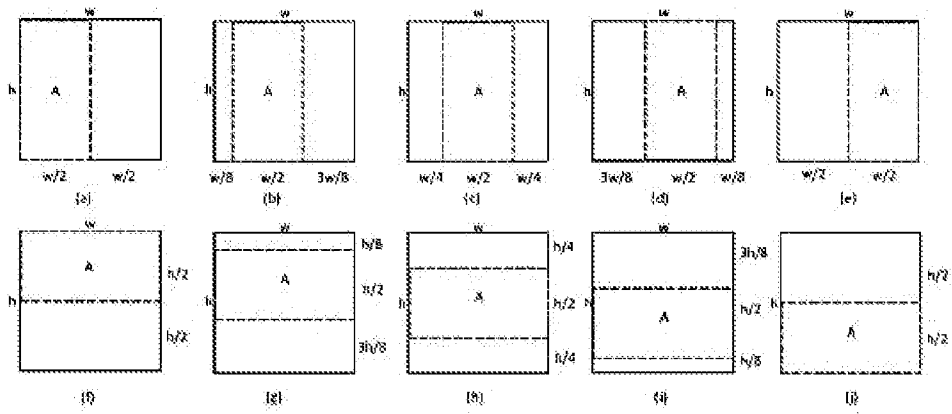 w w w w w
h A h A h A h A h A
w/2 w/2 w/8 w/2 3w/8 w/4 w/2 w/4 3w/8 w/2 w/8 w/2 w/2
(a) (b) (c) (d) (e)
w w w w
h/8 h/4
A 3h/8 h/2
h/2 A
h A h h/2 h A h h/2 h
h/2 A h/2 A h/2
3h/8 h/4 h/8
(f) (g) (h) (i) (j)